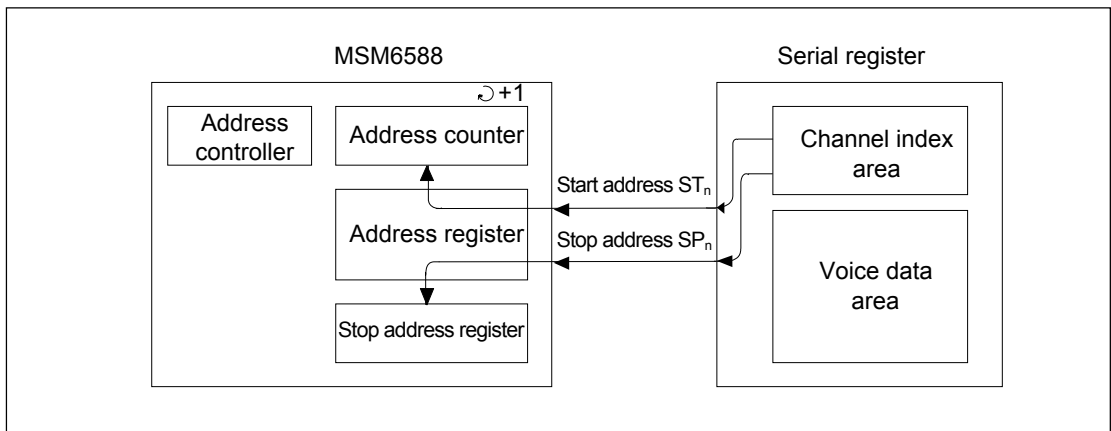 MSM6588
Serial register
+1
Address
controller
Address counter
Channel index
area
Start address STn
Address register
Stop address SPn
Voice data
area
Stop address register